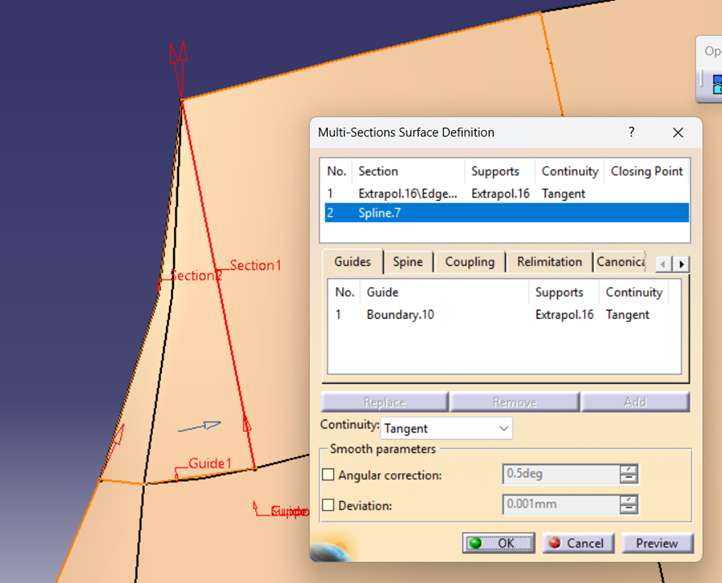 Op
Multi-Sections Surface Definition ?
No. Section Supports Continuity Closing Point
1 Extrapol.16\Edge... Extrapol.16 Tangent
2 Spline.7
Guides Spine Coupling Relimitation Canonica
No. Guide Supports Continuity
1 Boundary.10 Extrapol.16 Tangent
Replace Remove Add
Continuity: Tangent
Smooth parameters
Angular correction: 0.5deg
Deviation: 0.001mm
OK Cancel Preview
Section1
Section2
Guide1